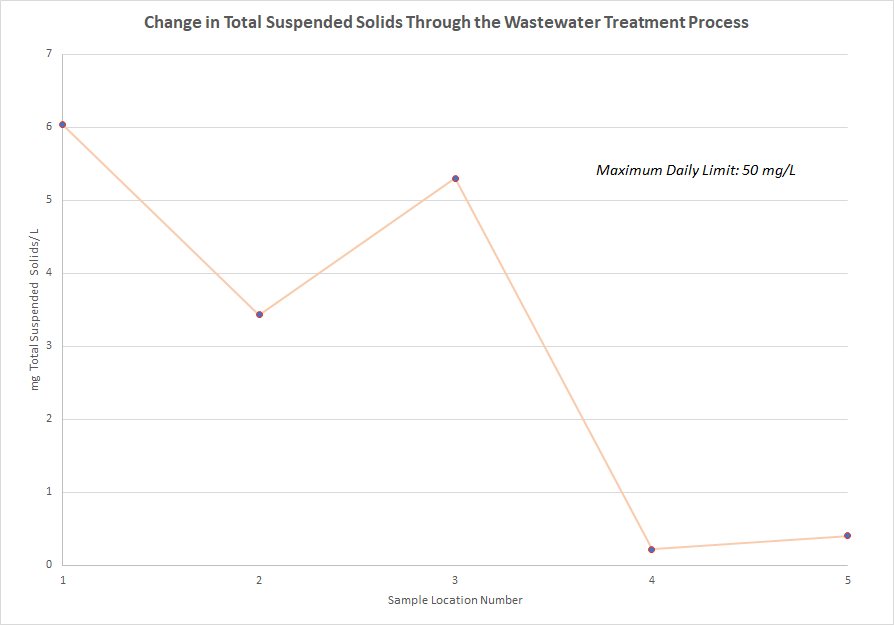 Change in Total Suspended Solids Through the Wastewater Treatment Process
7
6
5
4
3
2
1
0
mg Total Suspended Solids/L
Maximum Daily Limit: 50 mg/L
1 2 3 4 5
Sample Location Number